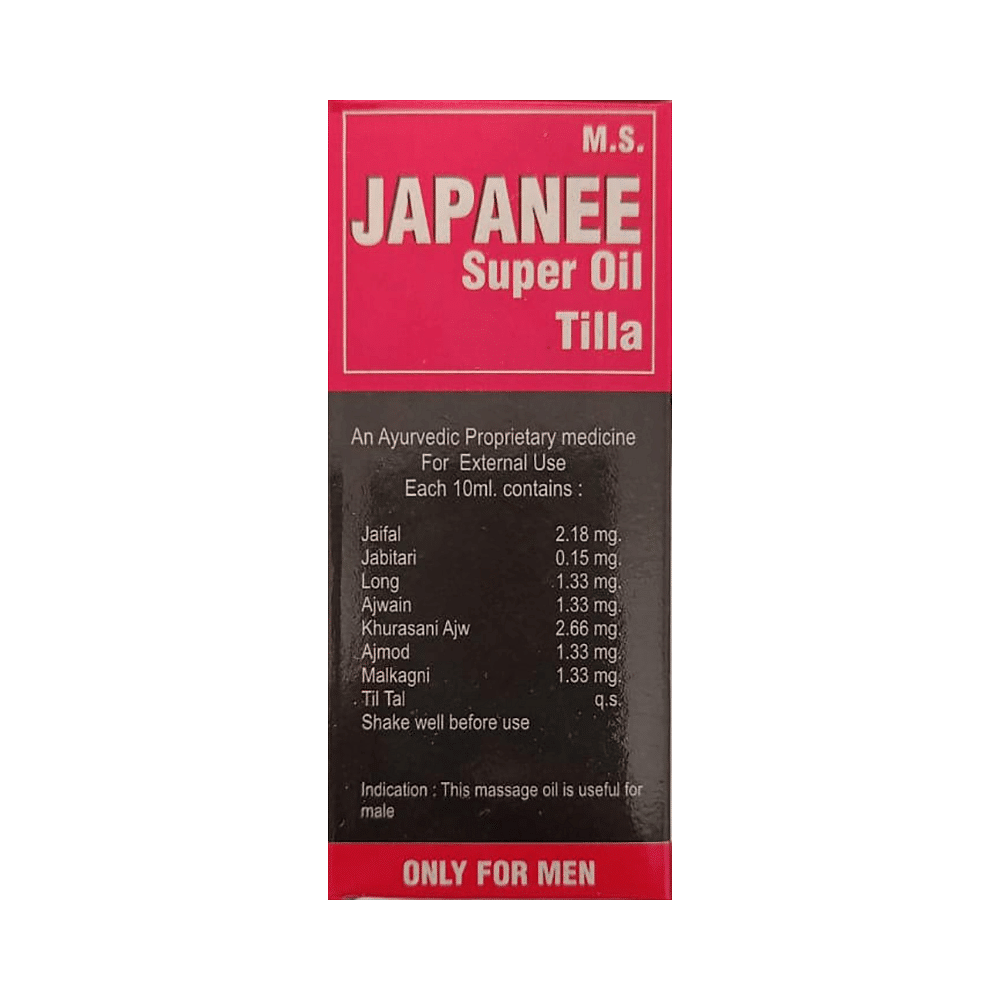 M.S.
JAPANEE
Super Oil
Tilla
An Ayurvedic Proprietary medicine
For External Use
Each 10ml. contains :
Jaifal 2.18 mg.
Jabitari 0.15 mg.
Long 1.33 mg.
Ajwain 1.33 mg.
Khurasani Ajw 2.66 mg.
Ajmod 1.33 mg.
Malkagni 1.33 mg.
Til Tal q.s.
Shake well before use
Indication : This massage oil is useful for
male
ONLY FOR MEN